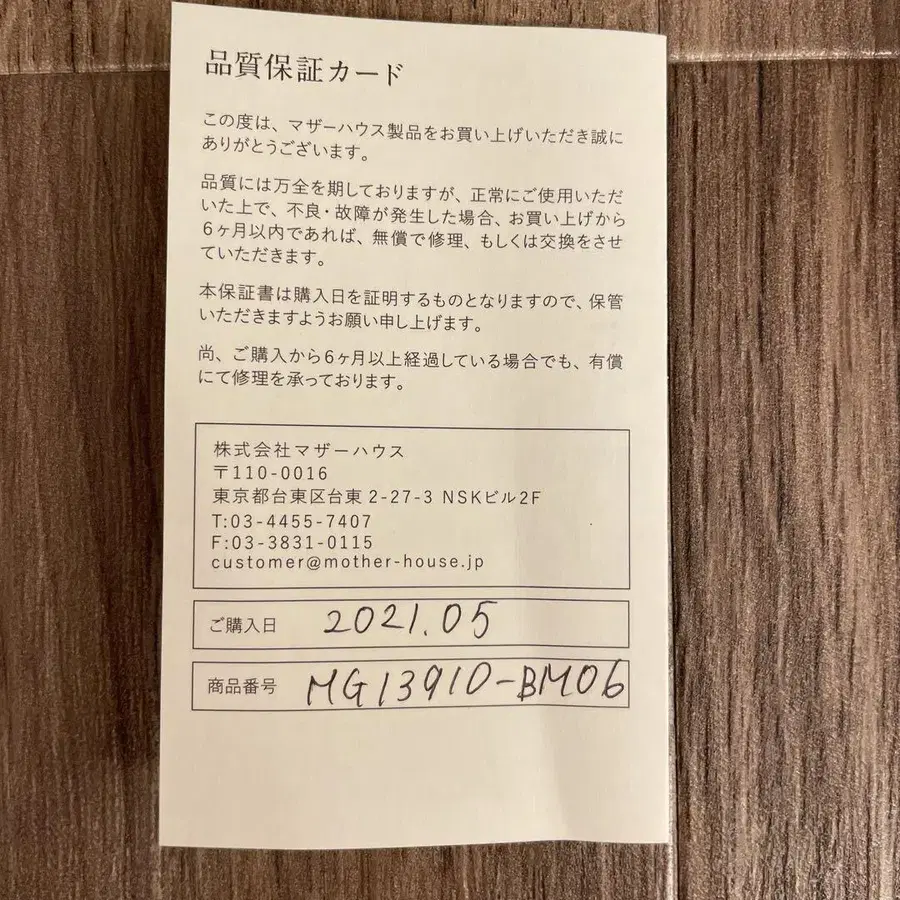 品質保証カード
この度は、マザーハウス製品をお買い上げいただき誠に
ありがとうございます。
品質には万全を期しておりますが、正常にご使用いただ
いた上で、不良・故障が発生した場合、お買い上げから
6ヶ月以内であれば、無償で修理、もしくは交換をさせ
ていただきます。
本保証書は購入日を証明するものとなりますので、保管
いただきますようお願い申し上げます。
尚、ご購入から6ヶ月以上経過している場合でも、有償
にて修理を承っております。
株式会社マザーハウス
〒110-0016
東京都台東区台東 2-27-3 NSKビル2F
T:03-4455-7407
F:03-3831-0115
customer@mother-house.jp
ご購入日 2021.05
商品番号 MG13910-BM06